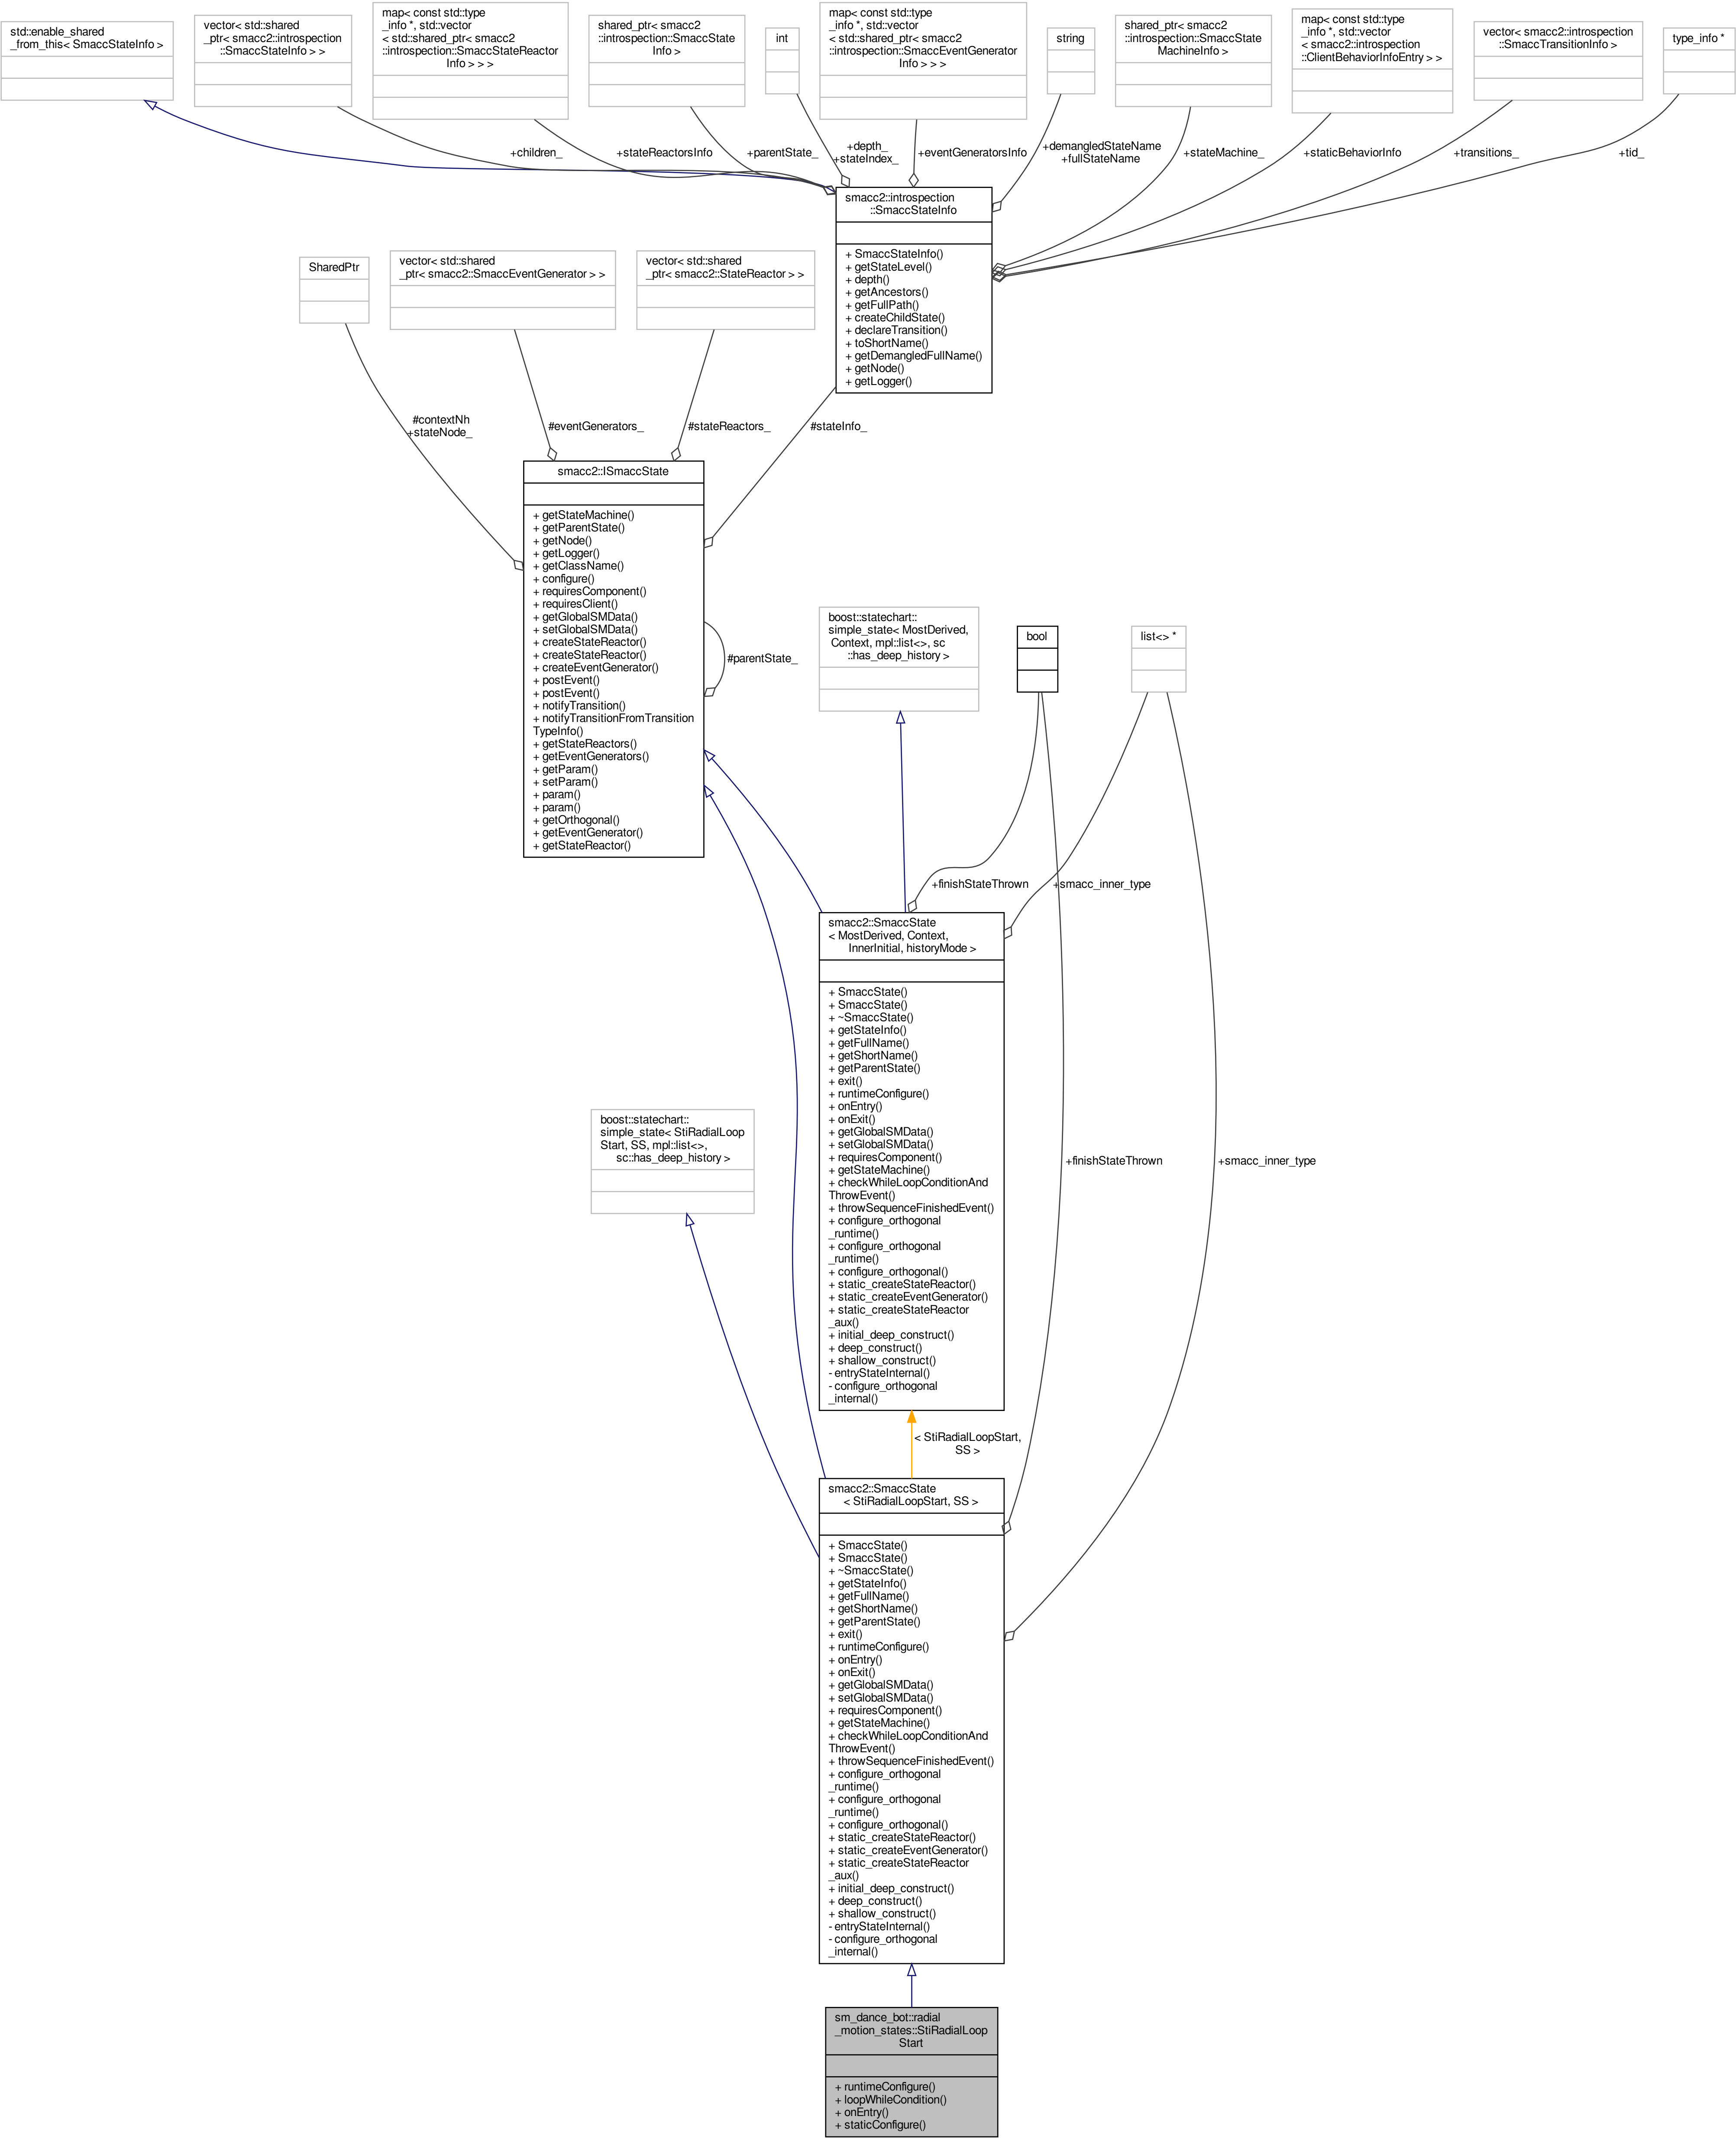 std::enable_shared
_from_this< SmaccStateInfo >
vector< std::shared
_ptr< smacc2::introspection
::SmaccStateInfo > >
map< const std::type
_info *, std::vector
< std::shared_ptr< smacc2
::introspection::SmaccStateReactor
Info > > >
shared_ptr< smacc2
::introspection::SmaccState
Info >
int
map< const std::type
_info *, std::vector
< std::shared_ptr< smacc2
::introspection::SmaccEventGenerator
Info > > >
string
shared_ptr< smacc2
::introspection::SmaccState
MachineInfo >
map< const std::type
_info *, std::vector
< smacc2::introspection
::ClientBehaviorInfoEntry > >
vector< smacc2::introspection
::SmaccTransitionInfo >
type_info *
+children_
+stateReactorsInfo
+parentState_
+depth_
+stateIndex_
+eventGeneratorsInfo
+demangledStateName
+fullStateName
+stateMachine_
+staticBehaviorInfo
+transitions_
+tid_
smacc2::introspection
::SmaccStateInfo
+ SmaccStateInfo()
+ getStateLevel()
+ depth()
+ getAncestors()
+ getFullPath()
+ createChildState()
+ declareTransition()
+ toShortName()
+ getDemangledFullName()
+ getNode()
+ getLogger()
SharedPtr
vector< std::shared
_ptr< smacc2::SmaccEventGenerator > >
vector< std::shared
_ptr< smacc2::StateReactor > >
#contextNh
+stateNode_
#eventGenerators_
#stateReactors_
#stateInfo_
smacc2::ISmaccState
+ getStateMachine()
+ getParentState()
+ getNode()
+ getLogger()
+ getClassName()
+ configure()
+ requiresComponent()
+ requiresClient()
+ getGlobalSMData()
+ setGlobalSMData()
+ createStateReactor()
+ createStateReactor()
+ createEventGenerator()
+ postEvent()
+ postEvent()
+ notifyTransition()
+ notifyTransitionFromTransition
TypeInfo()
+ getStateReactors()
+ getEventGenerators()
+ getParam()
+ setParam()
+ param()
+ param()
+ getOrthogonal()
+ getEventGenerator()
+ getStateReactor()
#parentState_
boost::statechart::
simple_state< MostDerived,
Context, mpl::list<>, sc
::has_deep_history >
bool
list<> *
+finishStateThrown
+smacc_inner_type
smacc2::SmaccState
< MostDerived, Context,
InnerInitial, historyMode >
+ SmaccState()
+ SmaccState()
+ ~SmaccState()
+ getStateInfo()
+ getFullName()
+ getShortName()
+ getParentState()
+ exit()
+ runtimeConfigure()
+ onEntry()
+ onExit()
+ getGlobalSMData()
+ setGlobalSMData()
+ requiresComponent()
+ getStateMachine()
+ checkWhileLoopConditionAnd
ThrowEvent()
+ throwSequenceFinishedEvent()
+ configure_orthogonal
_runtime()
+ configure_orthogonal
_runtime()
+ configure_orthogonal()
+ static_createStateReactor()
+ static_createEventGenerator()
+ static_createStateReactor
_aux()
+ initial_deep_construct()
+ deep_construct()
+ shallow_construct()
- entryStateInternal()
- configure_orthogonal
_internal()
boost::statechart::
simple_state< StiRadialLoop
Start, SS, mpl::list<>,
sc::has_deep_history >
+finishStateThrown
+smacc_inner_type
< StiRadialLoopStart,
SS >
smacc2::SmaccState
< StiRadialLoopStart, SS >
+ SmaccState()
+ SmaccState()
+ ~SmaccState()
+ getStateInfo()
+ getFullName()
+ getShortName()
+ getParentState()
+ exit()
+ runtimeConfigure()
+ onEntry()
+ onExit()
+ getGlobalSMData()
+ setGlobalSMData()
+ requiresComponent()
+ getStateMachine()
+ checkWhileLoopConditionAnd
ThrowEvent()
+ throwSequenceFinishedEvent()
+ configure_orthogonal
_runtime()
+ configure_orthogonal
_runtime()
+ configure_orthogonal()
+ static_createStateReactor()
+ static_createEventGenerator()
+ static_createStateReactor
_aux()
+ initial_deep_construct()
+ deep_construct()
+ shallow_construct()
- entryStateInternal()
- configure_orthogonal
_internal()
sm_dance_bot::radial
_motion_states::StiRadialLoop
Start
+ runtimeConfigure()
+ loopWhileCondition()
+ onEntry()
+ staticConfigure()